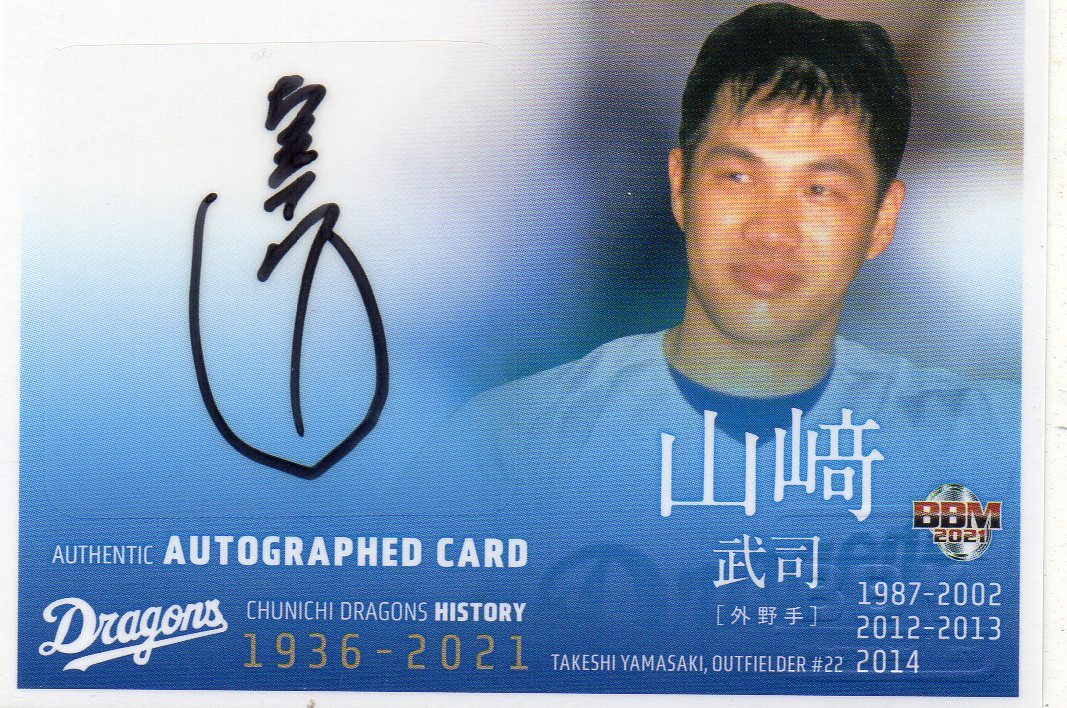 山﨑
武司
[外野手]
BBM
2021
AUTHENTIC AUTOGRAPHED CARD
Dragons
CHUNICHI DRAGONS HISTORY
1936-2021
TAKESHI YAMASAKI, OUTFIELDER #22
1987-2002
2012-2013
2014